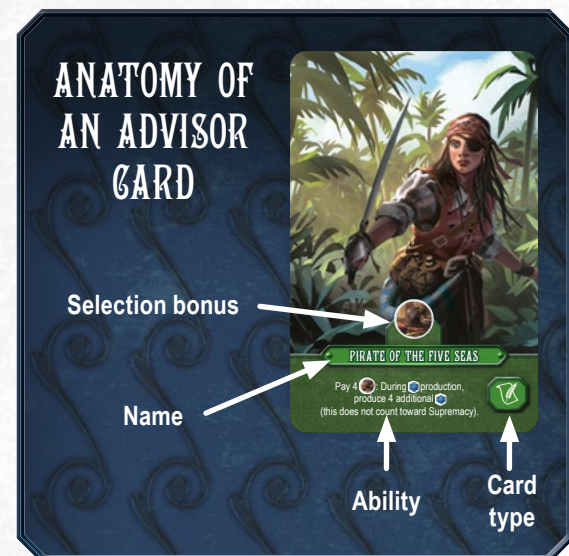 ANATOMY OF
AN ADVISOR
CARD
Selection bonus
PIRATE OF THE FIVE SEAS
Pay 4 : During production,
produce 4 additional
(this does not count toward Supremacy).
Name
Ability
Card
type